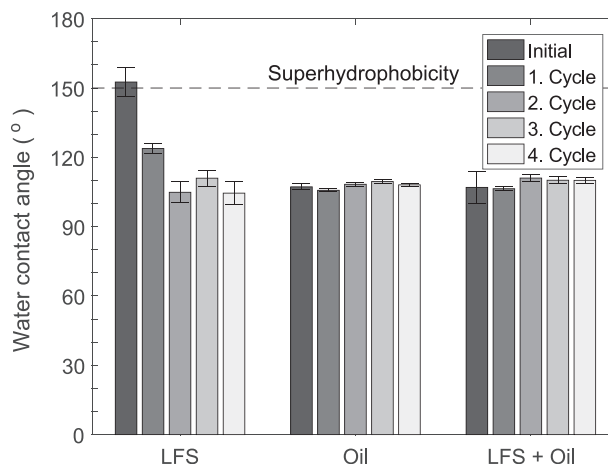 Water contact angle ( º )
180
150
120
90
60
30
0
Superhydrophobicity
Initial
1. Cycle
2. Cycle
3. Cycle
4. Cycle
LFS
Oil
LFS + Oil